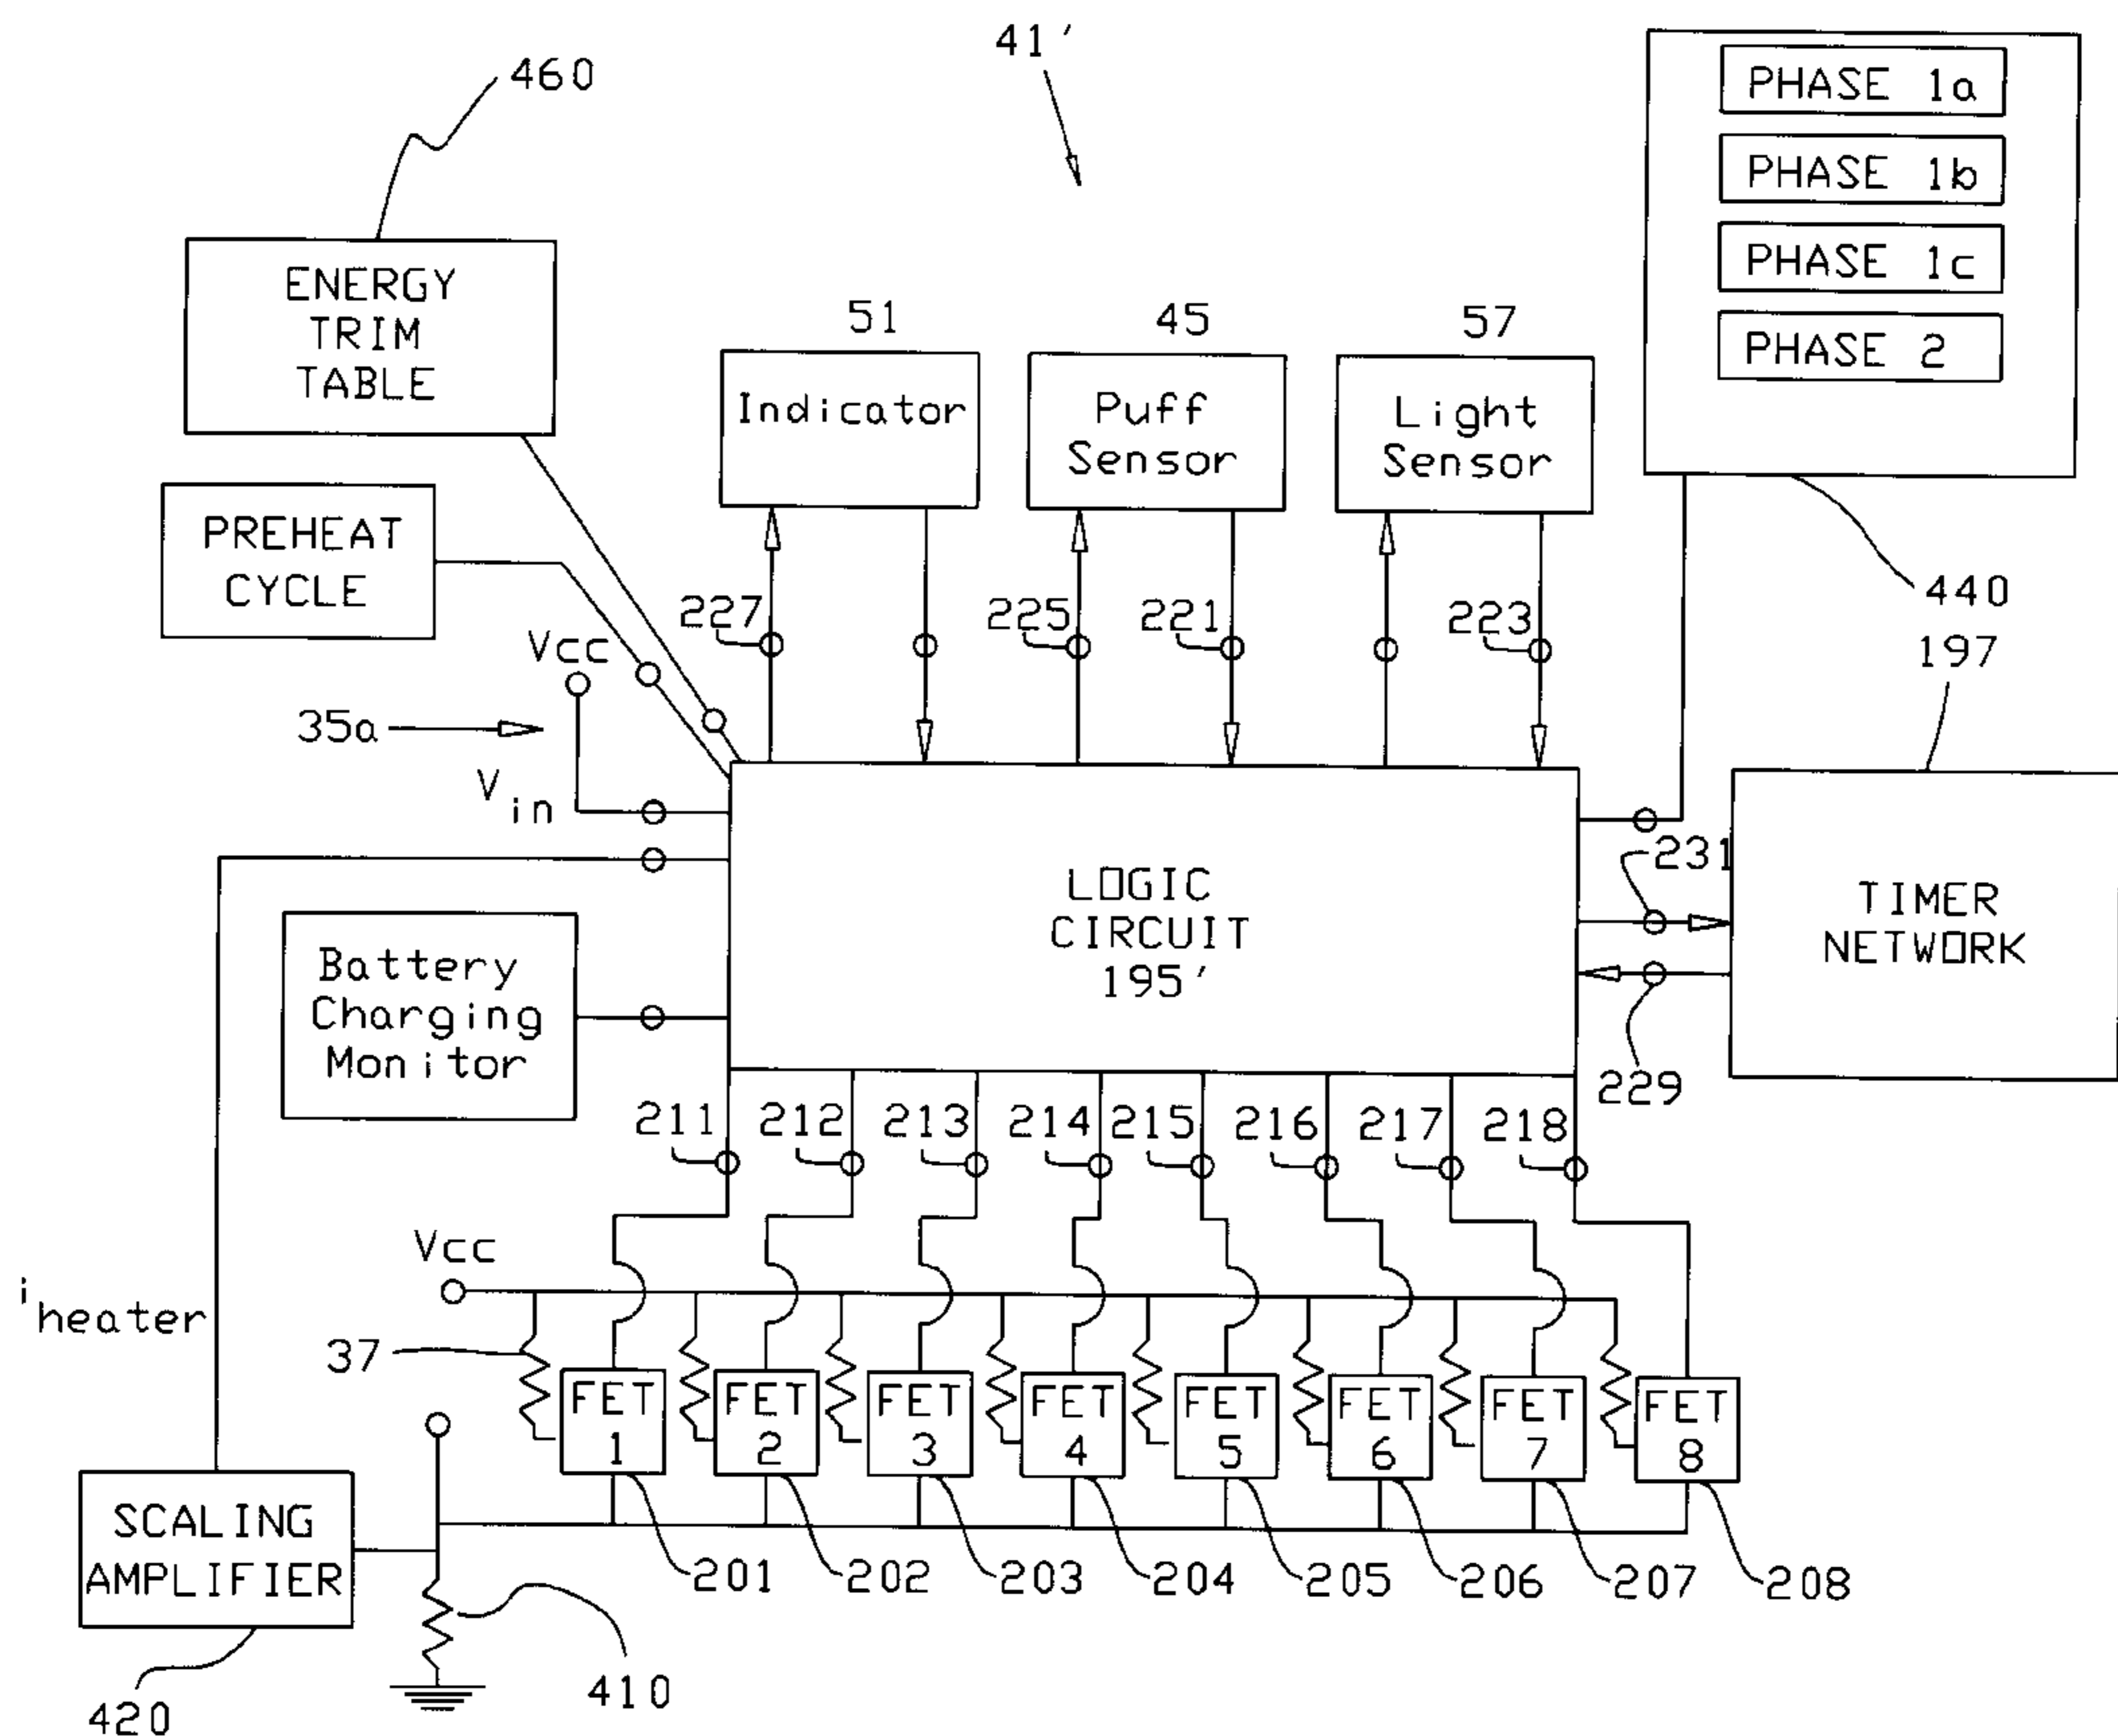 41'
460
PHASE 1a
PHASE 1b
PHASE 1c
PHASE 2
440
ENERGY
TRIM
TABLE
51
45
57
Indicator
Puff
Sensor
Light
Sensor
PREHEAT
CYCLE
227
225
221
223
197
Vcc
35a
V in
231
LOGIC
CIRCUIT
195'
TIMER
NETWORK
229
Battery
Charging
Monitor
211
212
213
214
215
216
217
218
Vcc
i heater
37
FET
1
FET
2
FET
3
FET
4
FET
5
FET
6
FET
7
FET
8
SCALING
AMPLIFIER
201
202
203
204
205
206
207
208
410
420